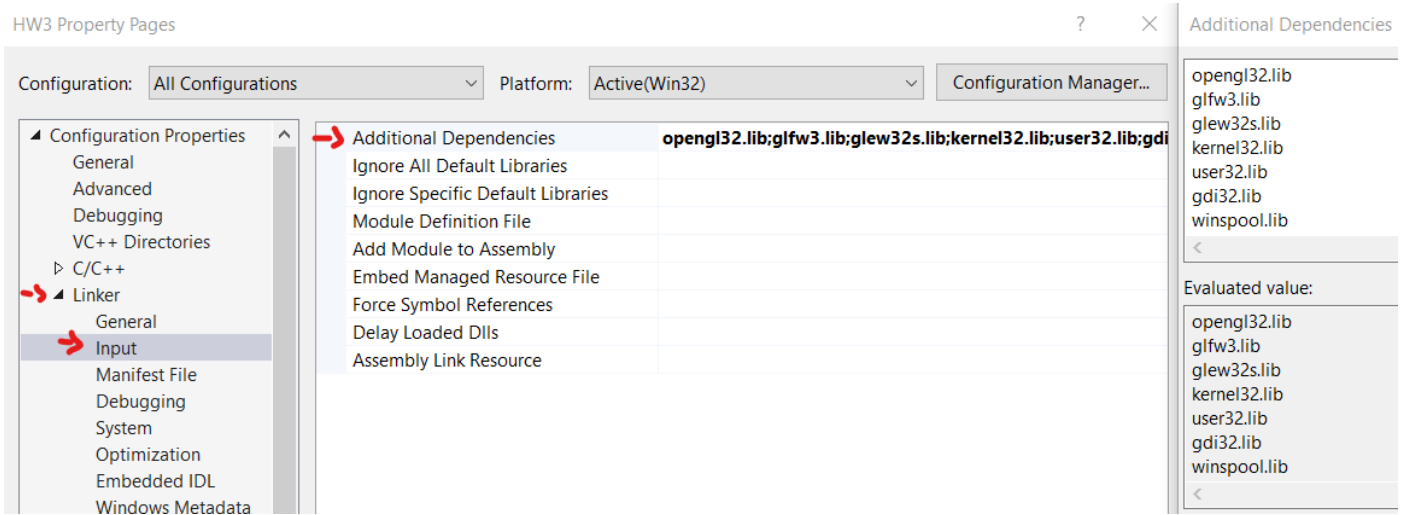 HW3 Property Pages
?
Configuration:
All Configurations
Platform:
Active(Win32)
Configuration Manager...
Configuration Properties
General
Advanced
Debugging
VC++ Directories
C/C++
Linker
General
Input
Manifest File
Debugging
System
Optimization
Embedded IDL
Windows Metadata
Additional Dependencies opengl32.lib;glfw3.lib;glew32s.lib;kernel32.lib;user32.lib;gdi
Ignore All Default Libraries
Ignore Specific Default Libraries
Module Definition File
Add Module to Assembly
Embed Managed Resource File
Force Symbol References
Delay Loaded Dlls
Assembly Link Resource
Additional Dependencies
opengl32.lib
glfw3.lib
glew32s.lib
kernel32.lib
user32.lib
gdi32.lib
winspool.lib
Evaluated value:
opengl32.lib
glfw3.lib
glew32s.lib
kernel32.lib
user32.lib
gdi32.lib
winspool.lib